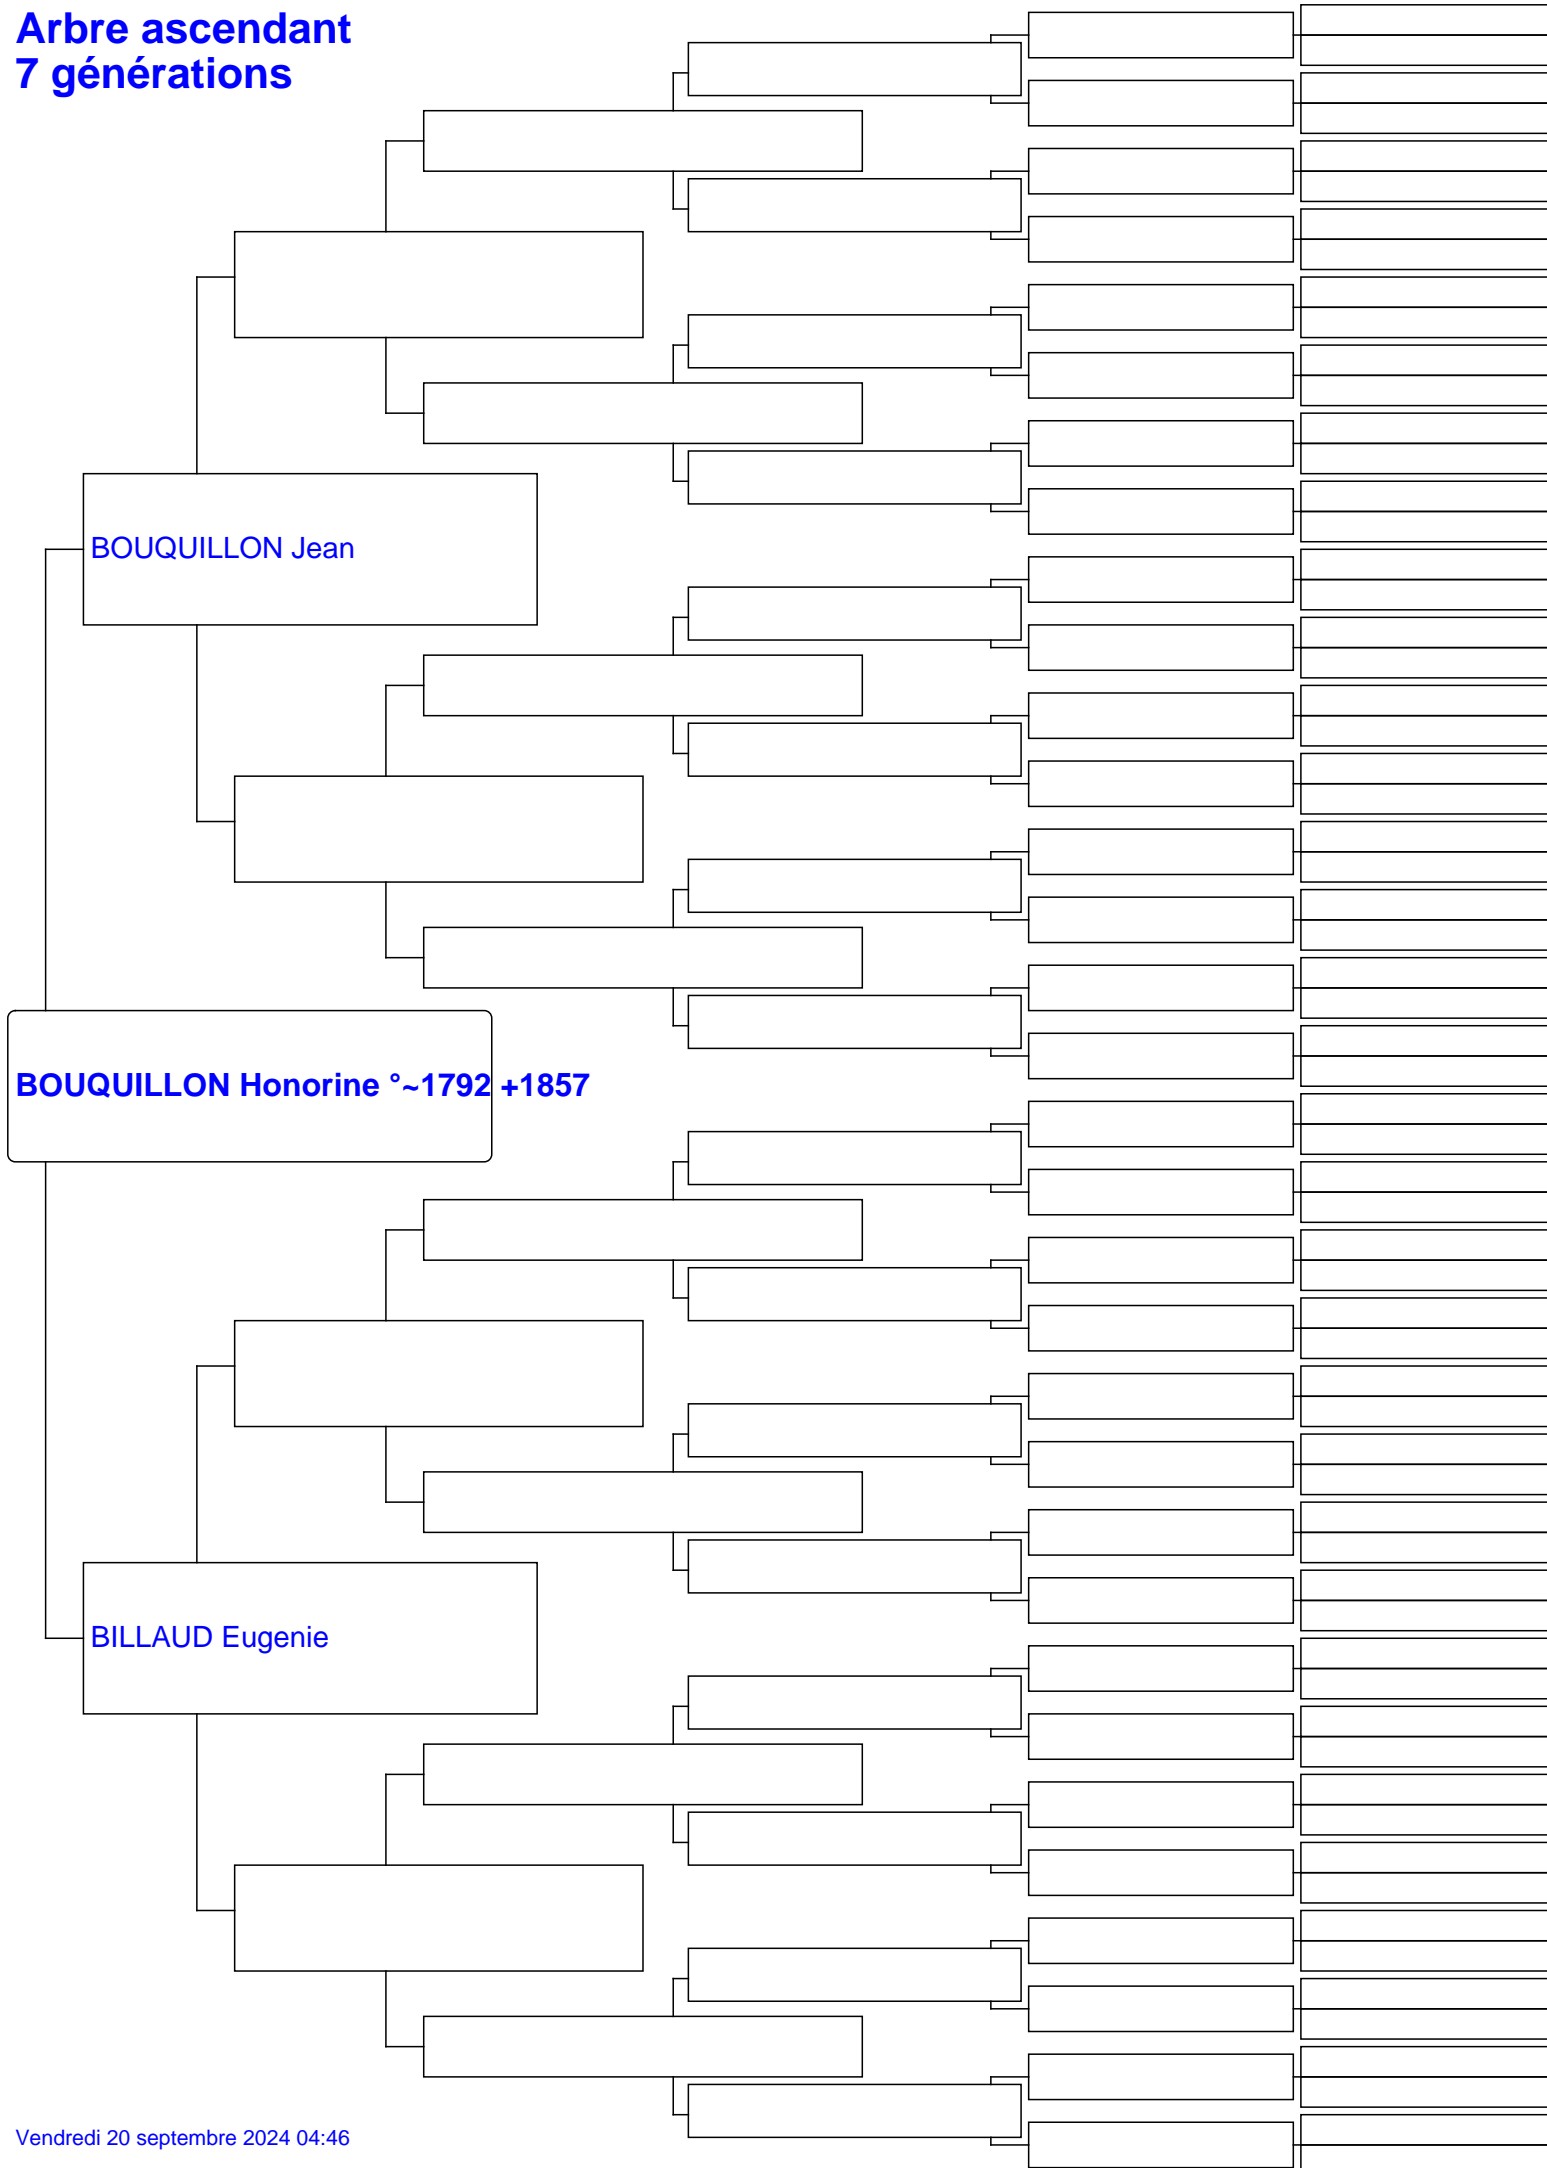 Arbre ascendant
7 générations
BOUQUILLON Jean
BOUQUILLON Honorine °~1792 +1857
BILLAUD Eugenie
Vendredi 20 septembre 2024 04:46